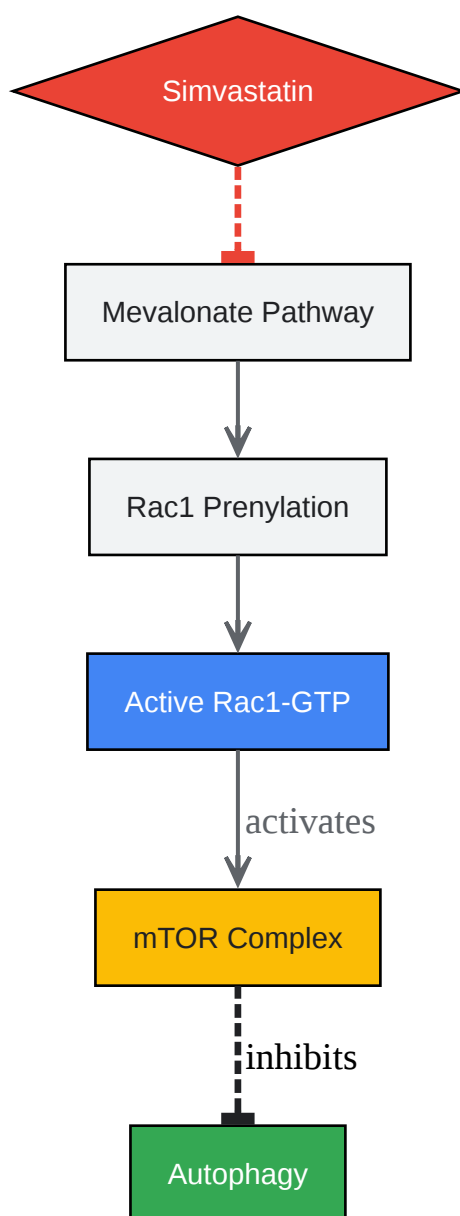 Simvastatin
Mevalonate Pathway
Rac1 Prenylation
Active Rac1-GTP
activates
mTOR Complex
inhibits
Autophagy